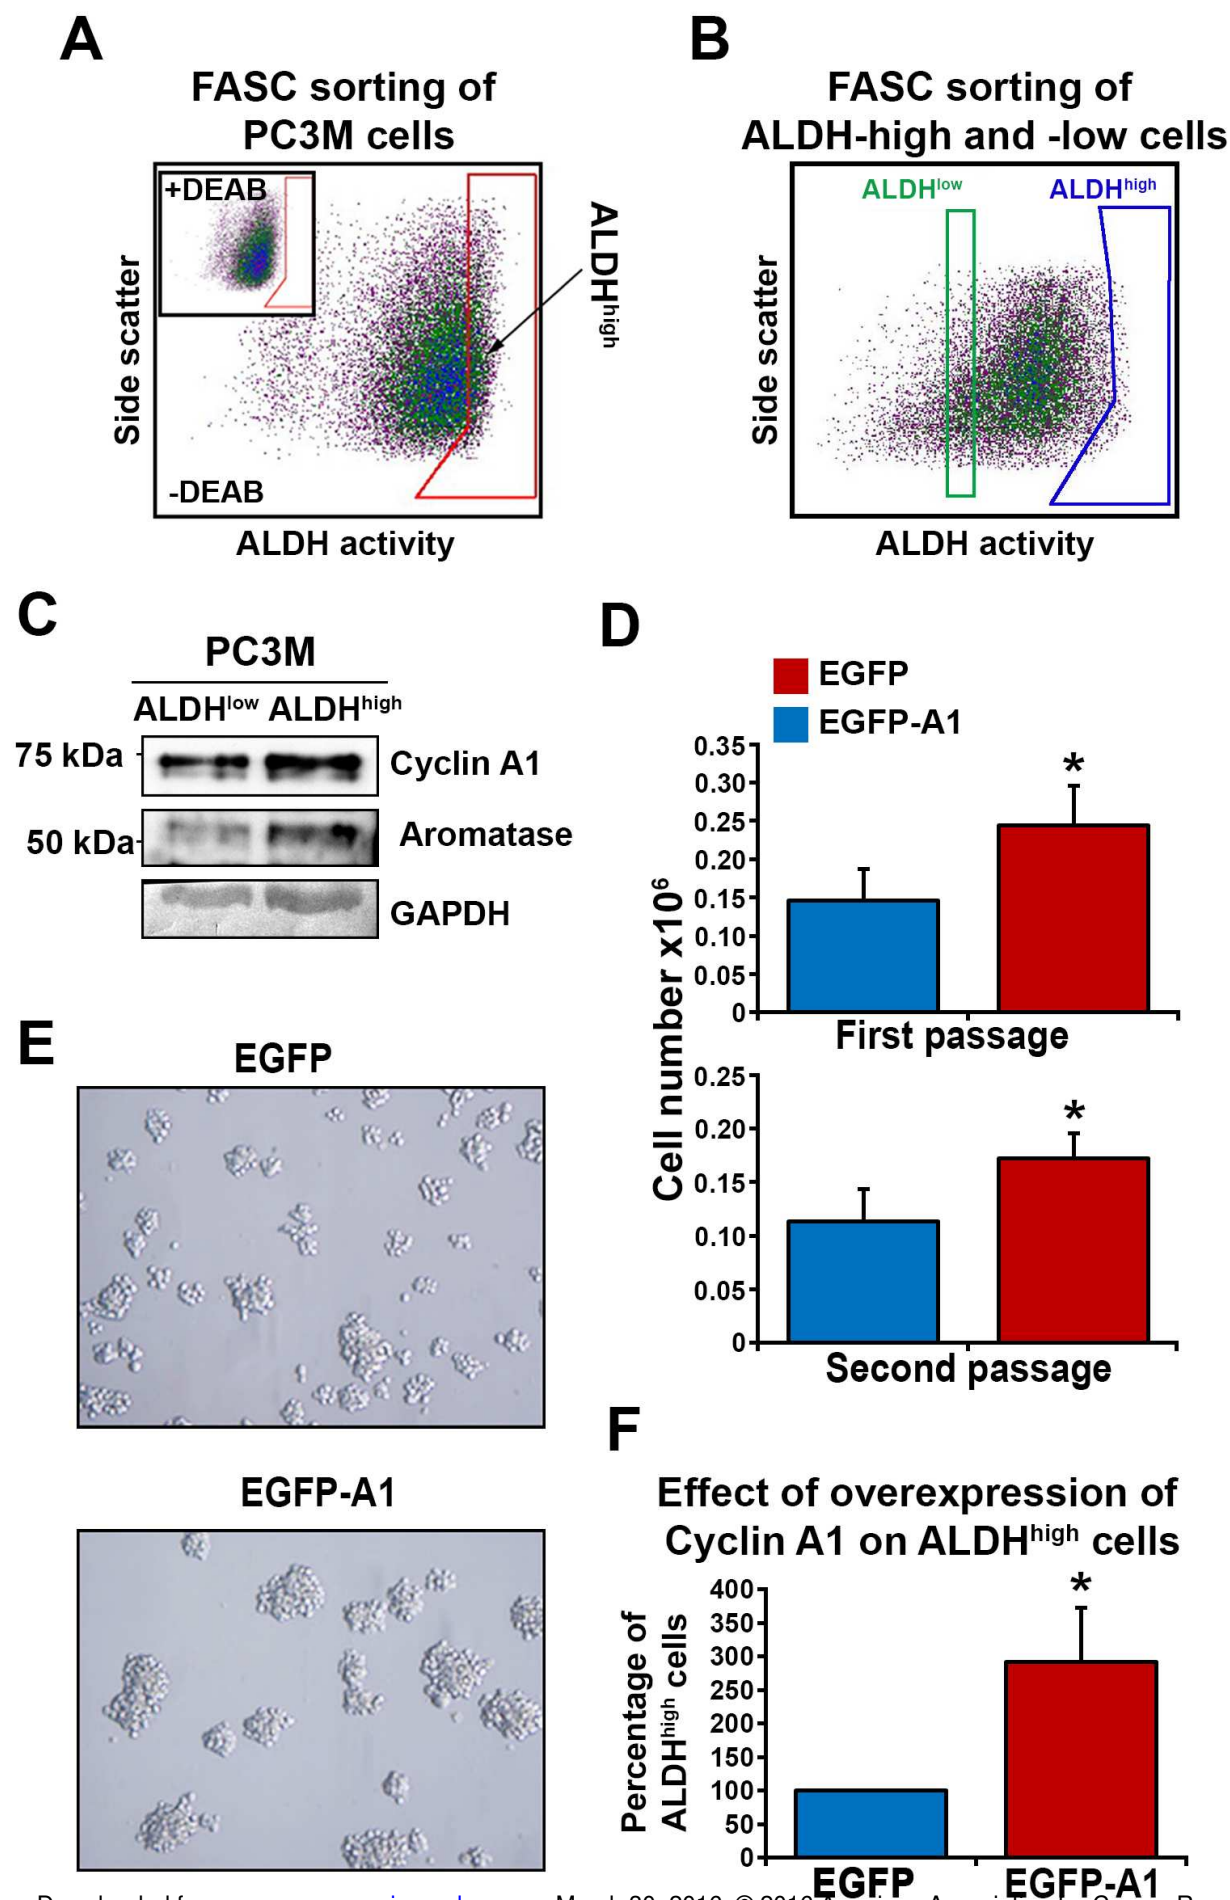 A
FASC sorting of
PC3M cells
+DEAB
ALDHhigh
Side scatter
-DEAB
ALDH activity
B
FASC sorting of
ALDH-high and -low cells
ALDHlow
ALDHhigh
Side scatter
ALDH activity
C
PC3M
ALDHlow ALDHhigh
75 kDa
Cyclin A1
50 kDa
Aromatase
GAPDH
D
EGFP
EGFP-A1
Cell number x10⁶
0.35
0.30
0.25
0.20
0.15
0.10
0.05
0
*
First passage
0.25
0.20
0.15
0.10
0.05
0
*
Second passage
E
EGFP
EGFP-A1
F
Effect of overexpression of
Cyclin A1 on ALDHhigh cells
Percentage of
ALDHhigh cells
400
350
300
250
200
150
100
50
0
*
EGFP EGFP-A1